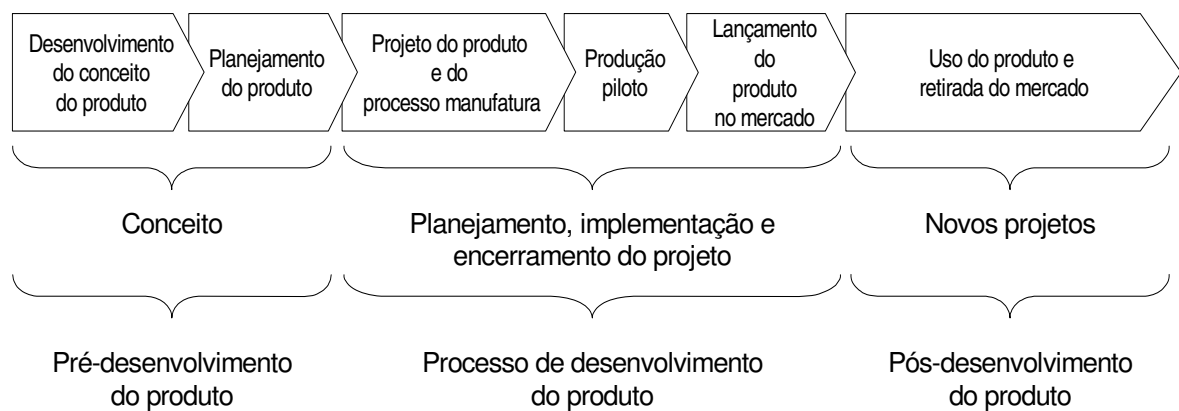 Desenvolvimento
do conceito
do produto
Planejamento
do produto
Projeto do produto
e do
processo manufatura
Produção
piloto
Lançamento
do
produto
no mercado
Uso do produto e
retirada do mercado
Conceito
Planejamento, implementação e
encerramento do projeto
Novos projetos
Pré-desenvolvimento
do produto
Processo de desenvolvimento
do produto
Pós-desenvolvimento
do produto